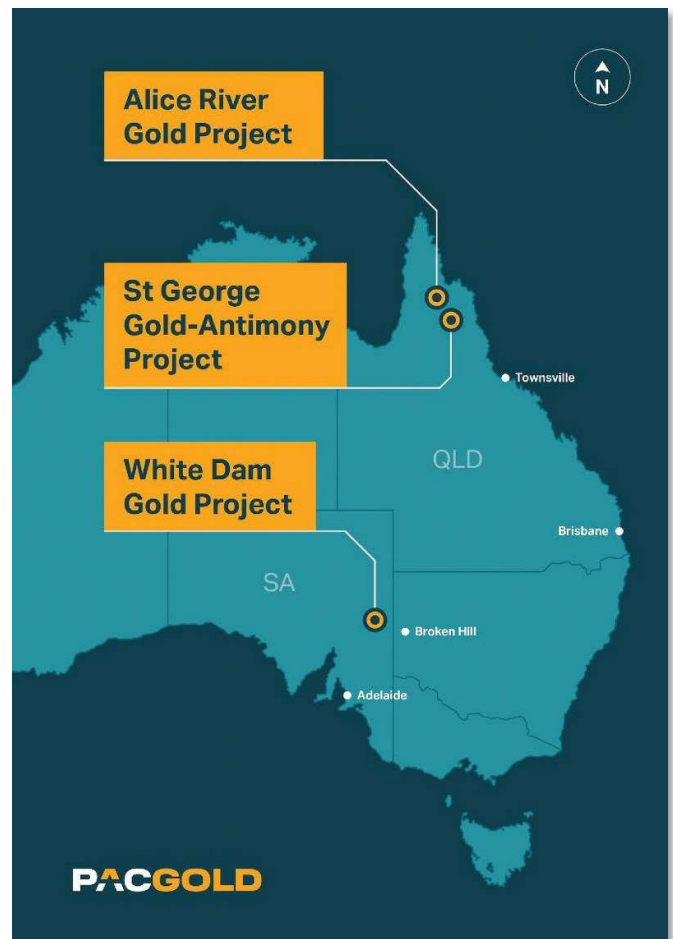 Alice River
Gold Project
N
St George
Gold-Antimony
Project
Townsville
White Dam
Gold Project
QLD
Brisbane
SA
Broken Hill
Adelaide
PACGOLD